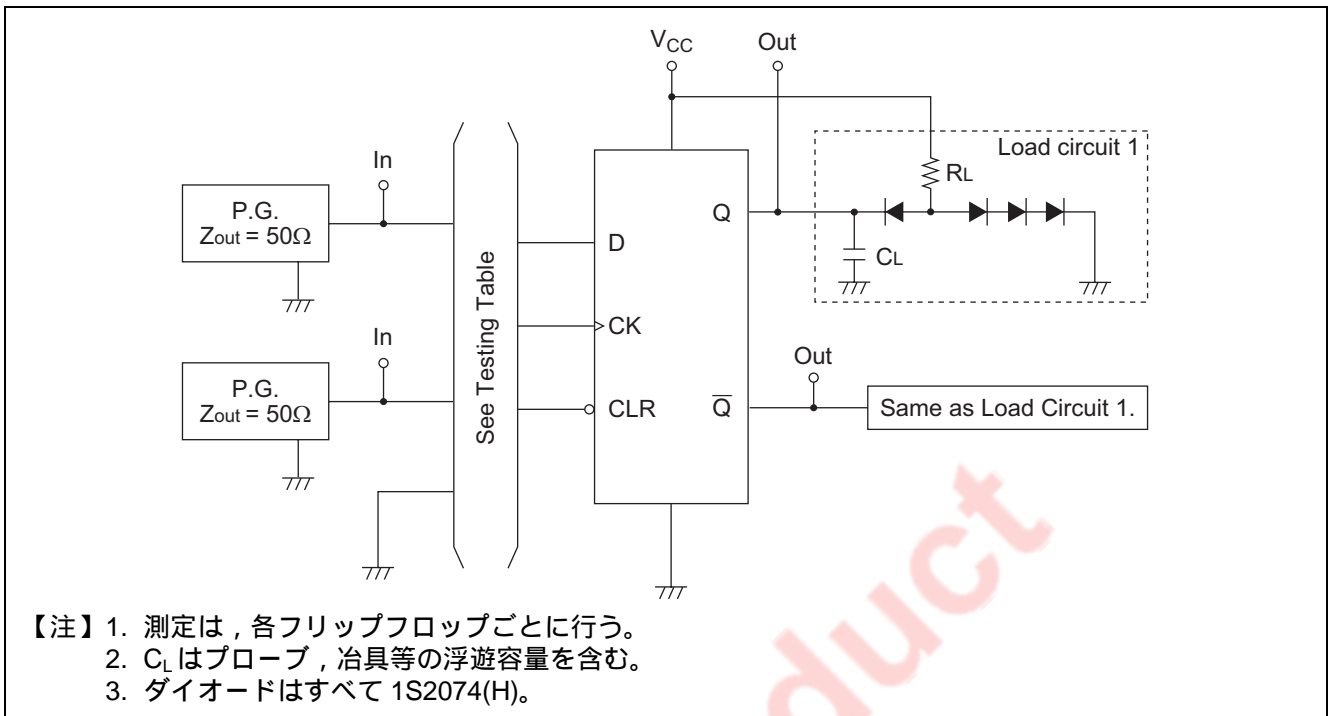 VCC
Out
Load circuit 1
RL
In
P.G.
Zout = 50Ω
Q
D
CL
See Testing Table
CK
In
Out
P.G.
Zout = 50Ω
CLR
Q̅
Same as Load Circuit 1.
【注】1. 測定は，各フリップフロップごとに行う。
2. CLはプローブ，冶具等の浮遊容量を含む。
3. ダイオードはすべて 1S2074(H)。
duct